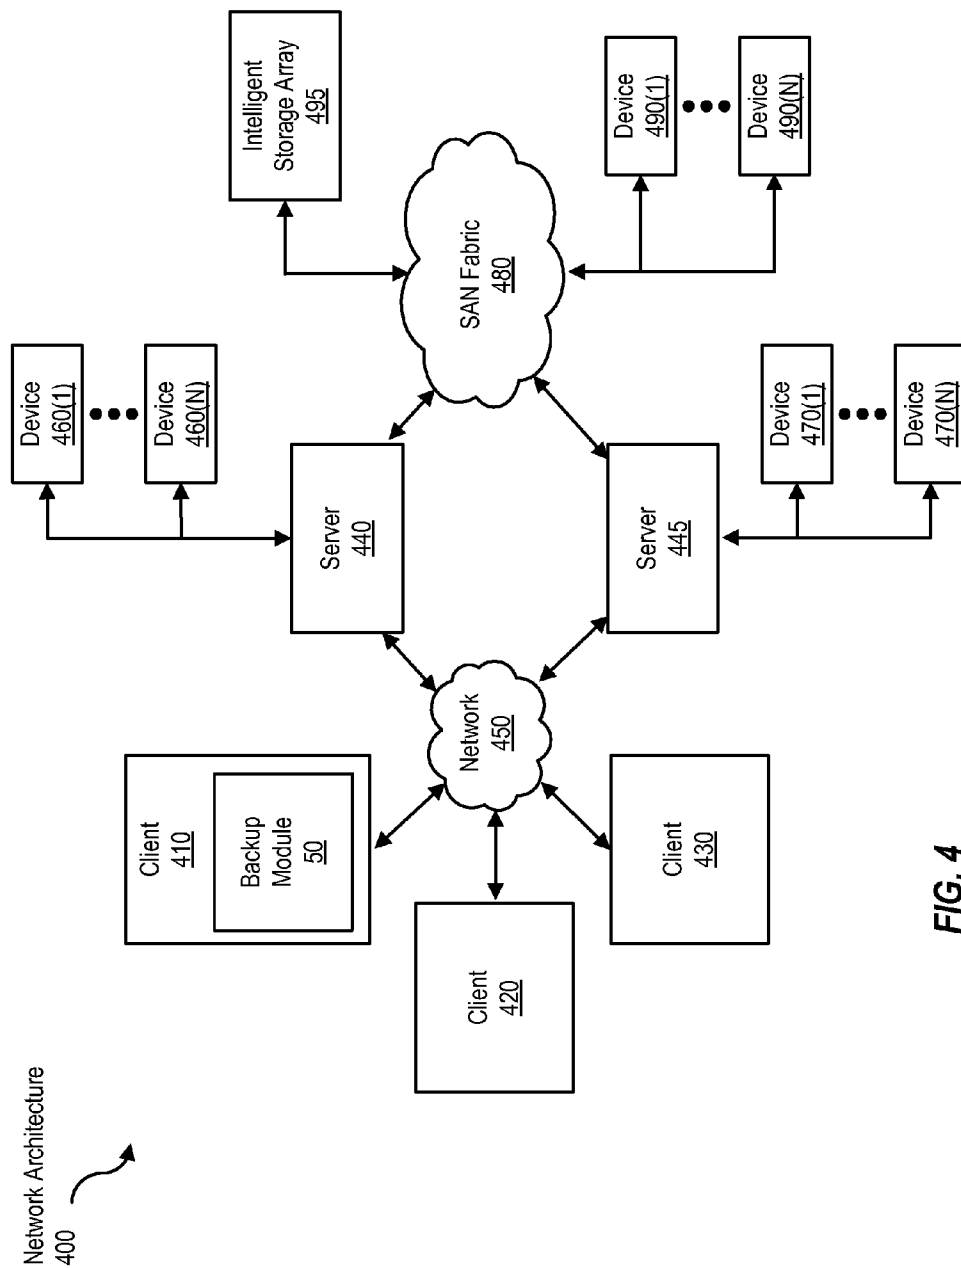 Network Architecture
400
Client
410
Backup
Module
50
Client
420
Client
430
Network
450
Server
440
Server
445
Device
460(1)
Device
460(N)
Device
470(1)
Device
470(N)
SAN Fabric
480
Intelligent
Storage Array
495
Device
490(1)
Device
490(N)
FIG. 4